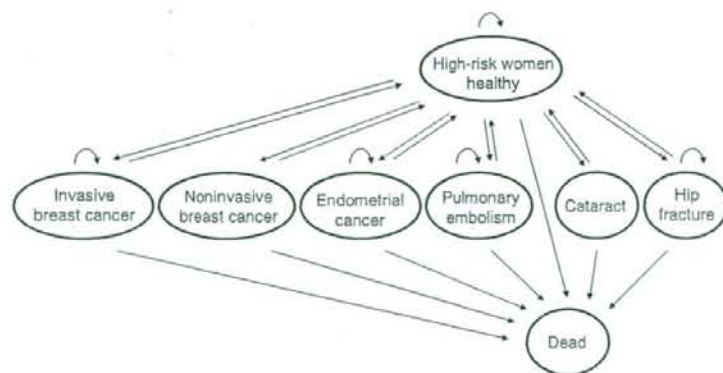 High-risk women
healthy
Invasive
breast cancer
Noninvasive
breast cancer
Endometrial
cancer
Pulmonary
embolism
Cataract
Hip
fracture
Dead